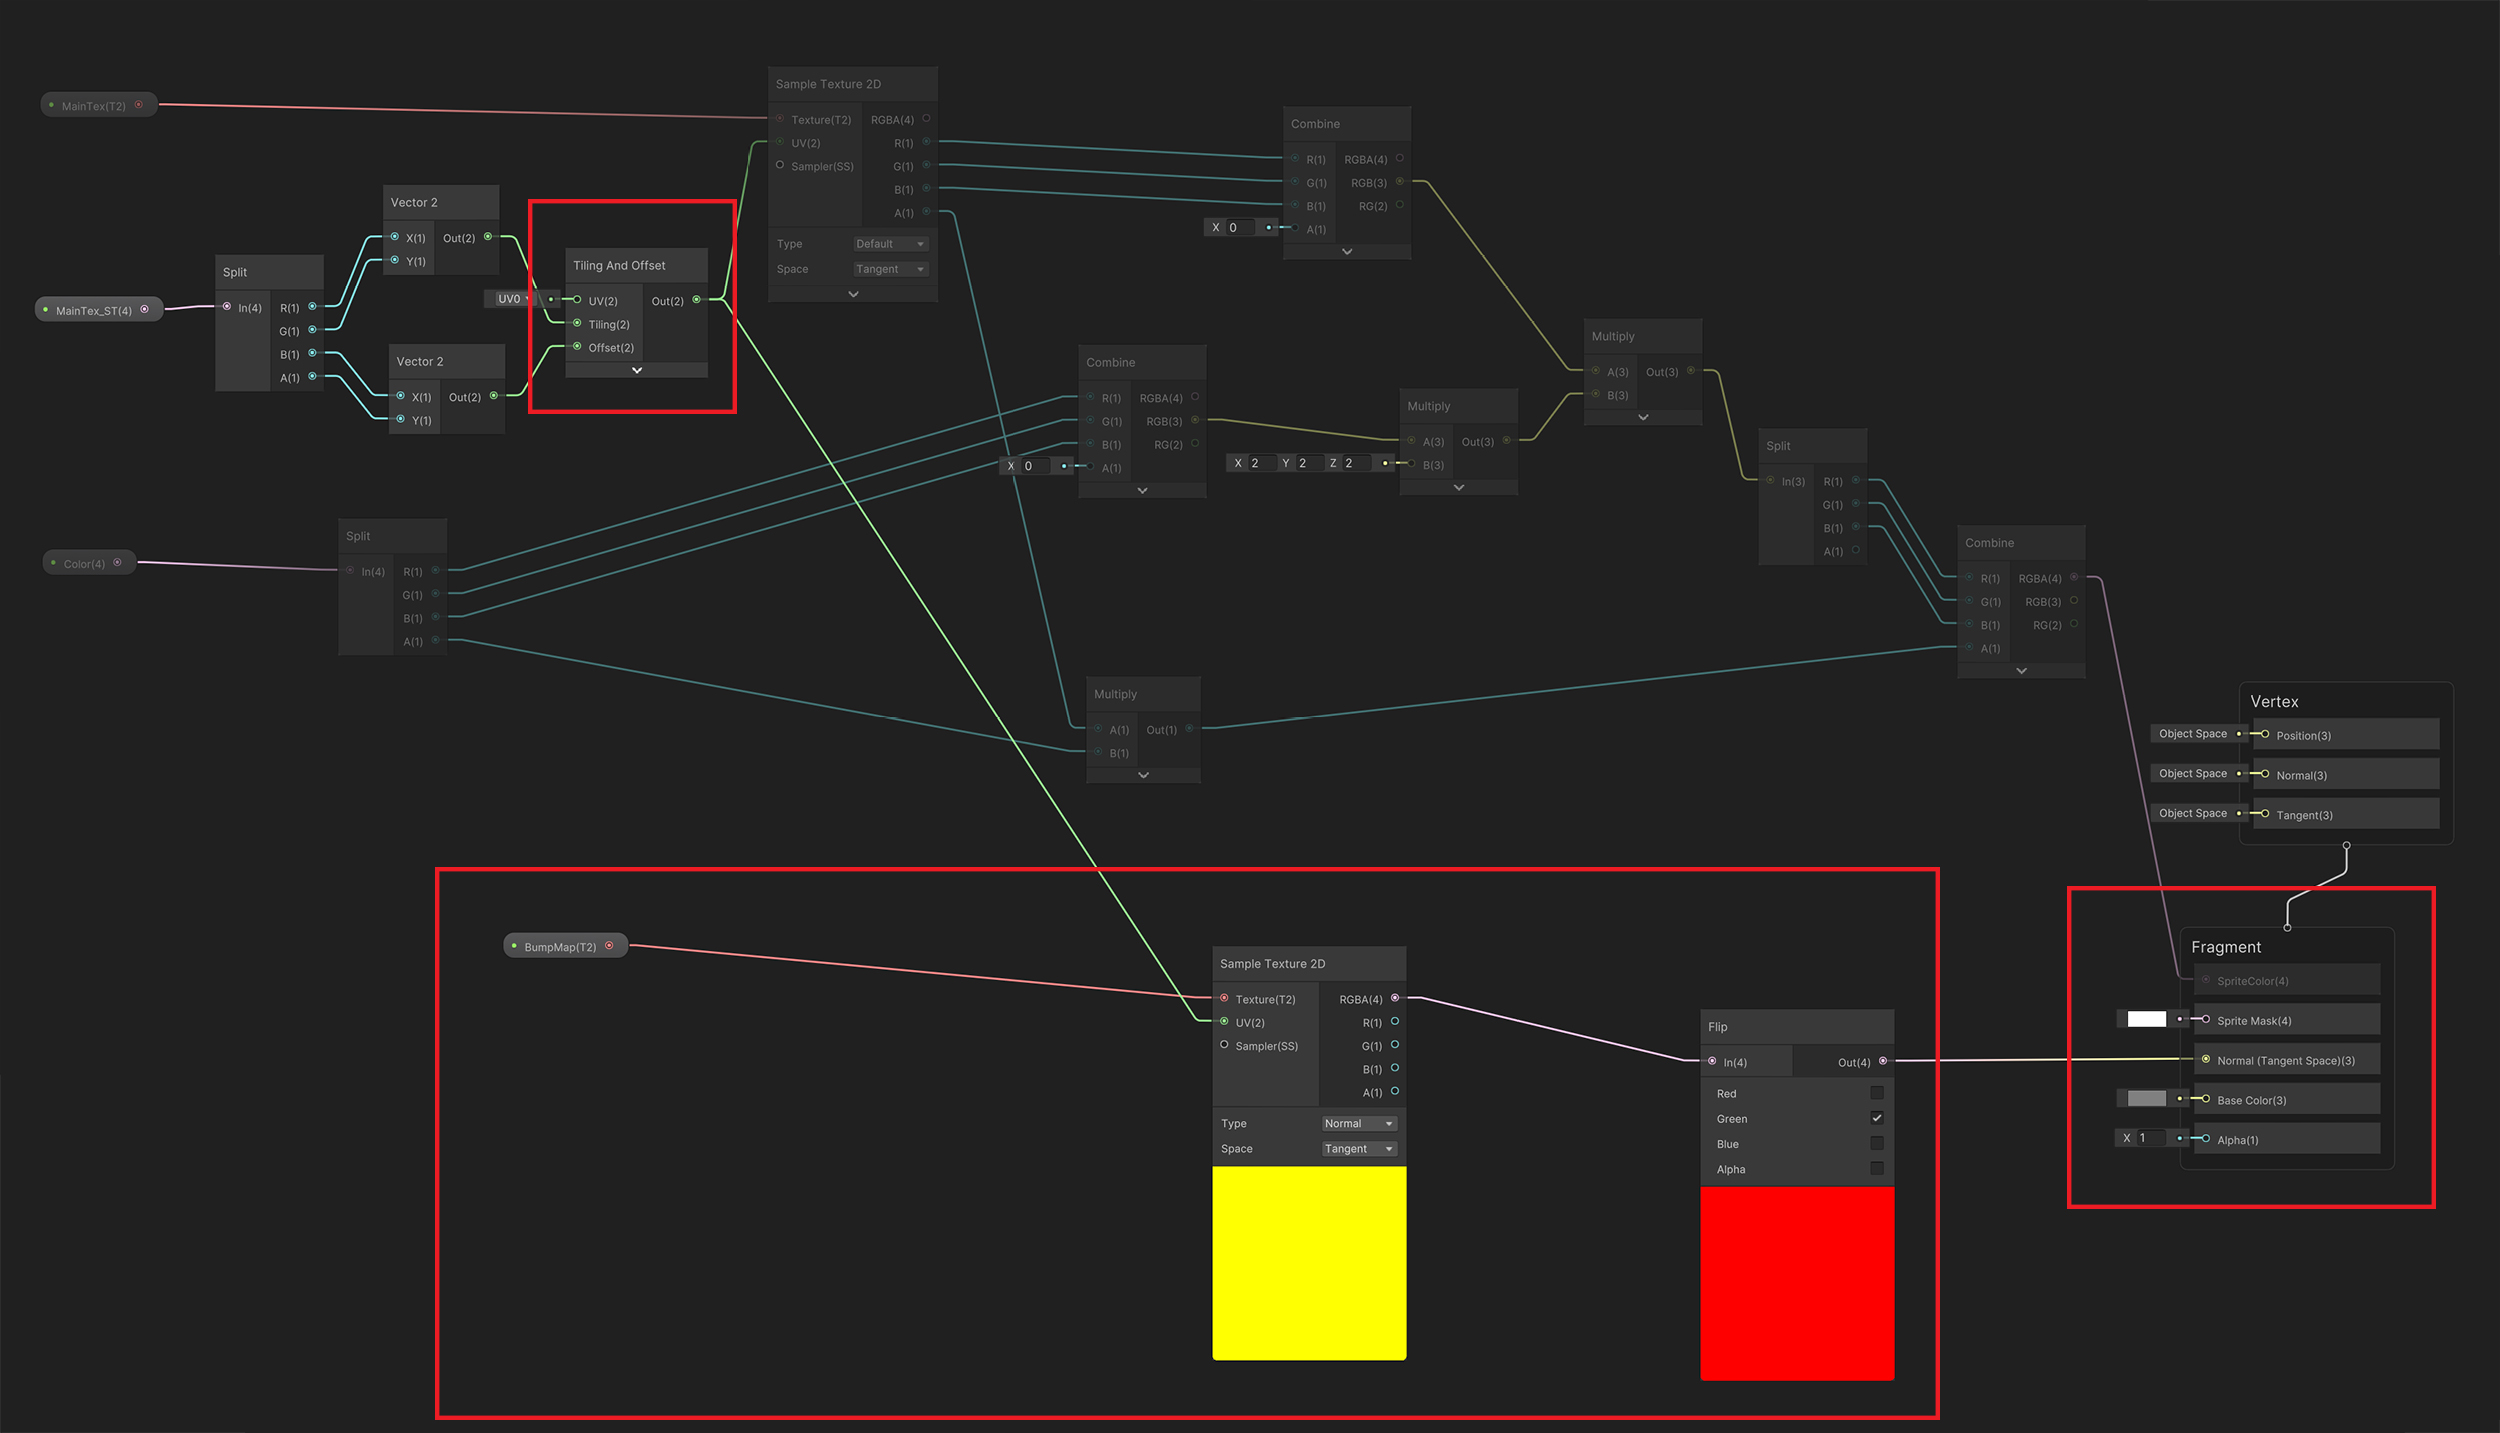 MainTex(T2)
Sample Texture 2D
Texture(T2) RGBA(4)
UV(2) R(1)
Sampler(SS) G(1)
B(1)
A(1)
Type Default
Space Tangent
Combine
R(1) RGBA(4)
G(1) RGB(3)
B(1) RG(2)
X 0 A(1)
Vector 2
X(1) Out(2)
Y(1)
Split
In(4) R(1)
G(1)
B(1)
A(1)
MainTex_ST(4)
Vector 2
X(1) Out(2)
Y(1)
Tiling And Offset
UV0 UV(2) Out(2)
Tiling(2)
Offset(2)
Combine
R(1) RGBA(4)
G(1) RGB(3)
B(1) RG(2)
X 0 A(1)
Multiply
A(3) Out(3)
X 2 Y 2 Z 2 B(3)
Multiply
A(3) Out(3)
B(3)
Split
In(3) R(1)
G(1)
B(1)
A(1)
Combine
R(1) RGBA(4)
G(1) RGB(3)
B(1) RG(2)
A(1)
Color(4)
Split
In(4) R(1)
G(1)
B(1)
A(1)
Multiply
A(1) Out(1)
B(1)
Vertex
Object Space Position(3)
Object Space Normal(3)
Object Space Tangent(3)
BumpMap(T2)
Sample Texture 2D
Texture(T2) RGBA(4)
UV(2) R(1)
Sampler(SS) G(1)
B(1)
A(1)
Type Normal
Space Tangent
Flip
In(4) Out(4)
Red
Green
Blue
Alpha
Fragment
SpriteColor(4)
Sprite Mask(4)
Normal (Tangent Space)(3)
Base Color(3)
X 1 Alpha(1)